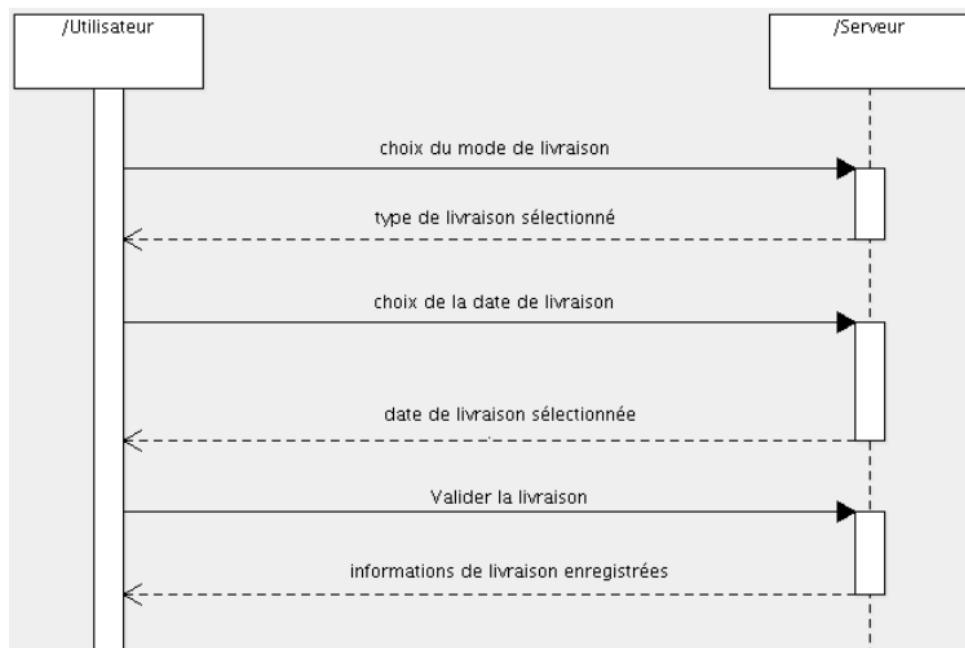 /Utilisateur
/Serveur
choix du mode de livraison
type de livraison sélectionné
choix de la date de livraison
date de livraison sélectionnée
Valider la livraison
informations de livraison enregistrées